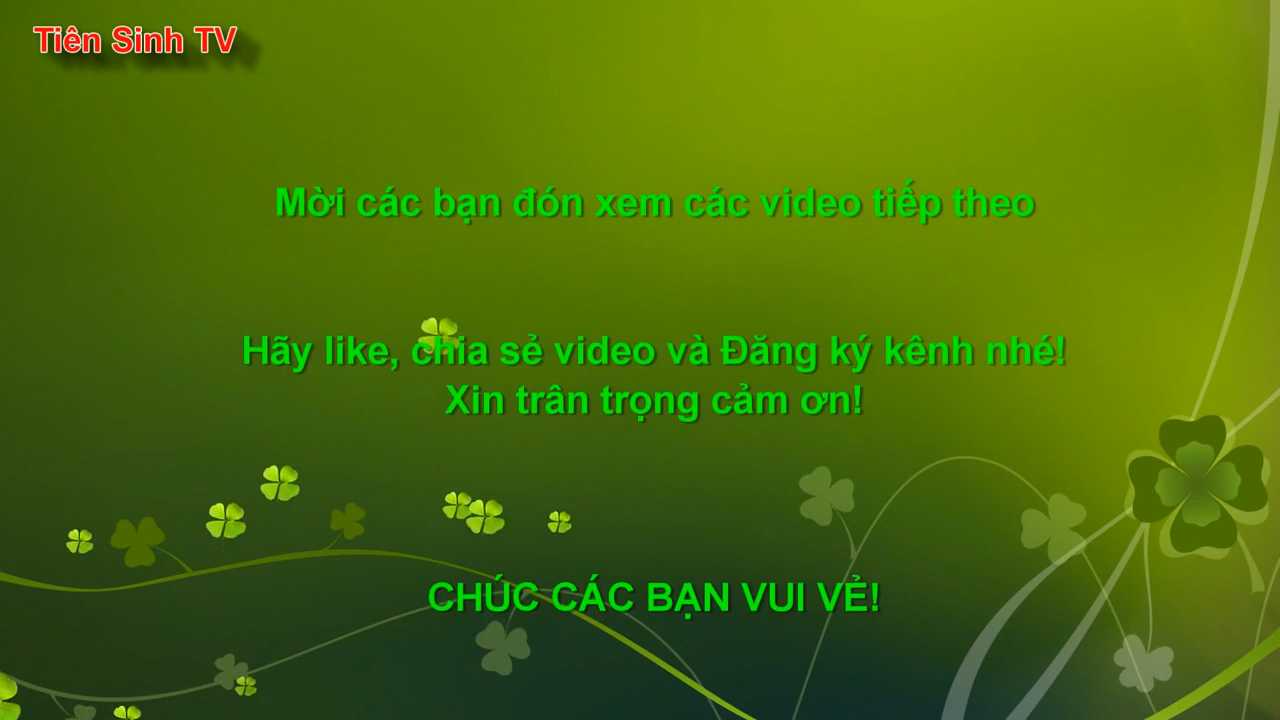 Tiên Sinh TV
Mời các bạn đón xem các video tiếp theo
Hãy like, chia sẻ video và Đăng ký kênh nhé!
Xin trân trọng cảm ơn!
CHÚC CÁC BẠN VUI VẺ!